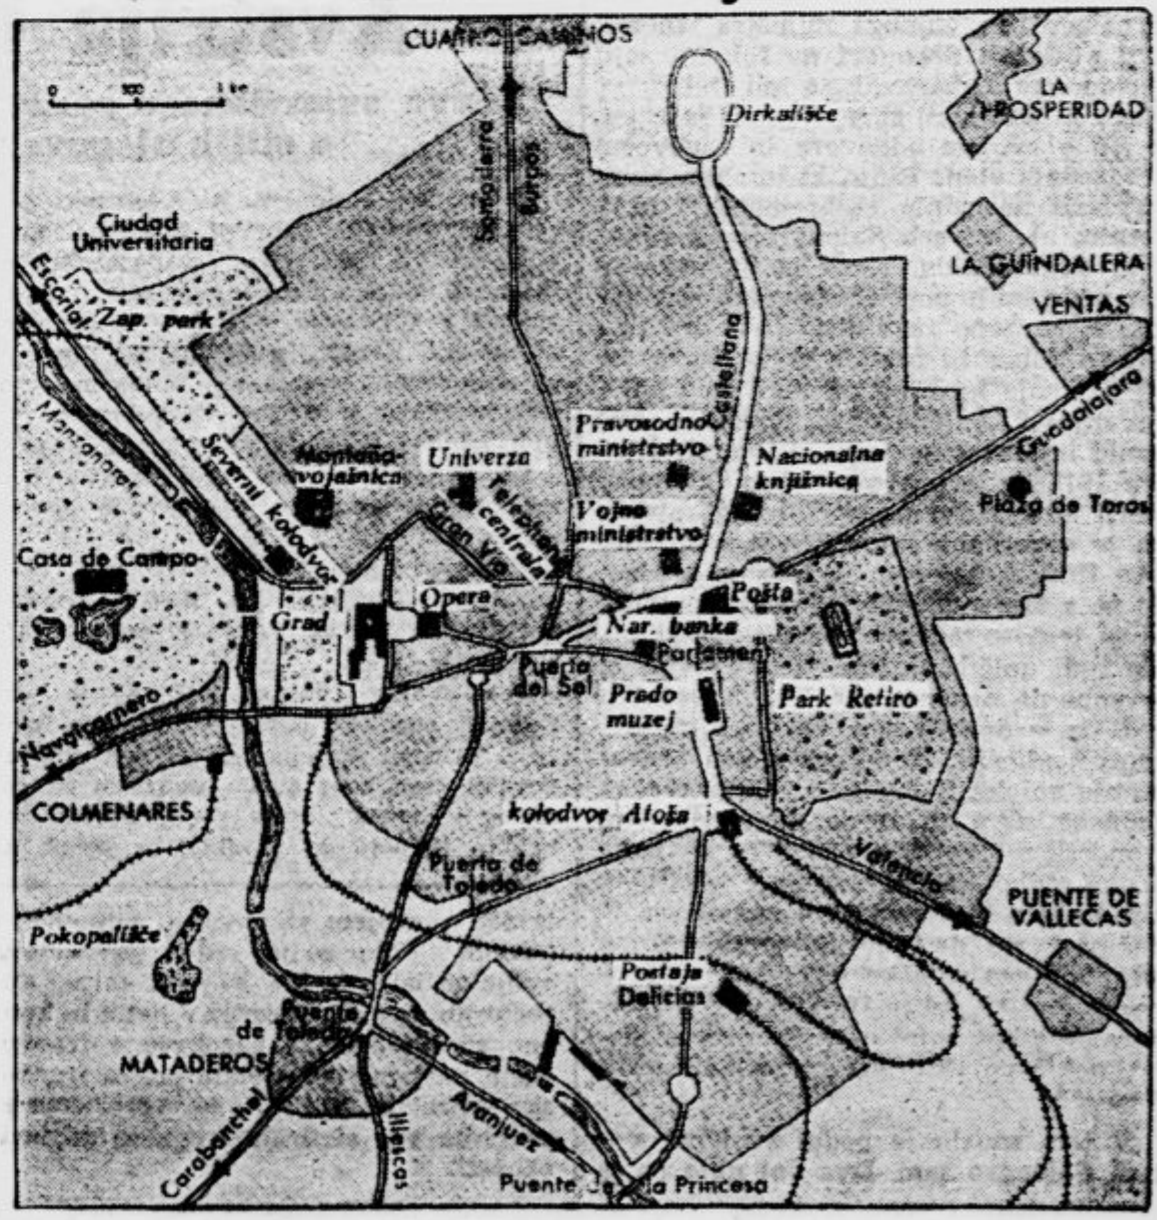 CUATRO CAMINOS
0 500 1 km
Dirkališče
LA
PROSPERIDAD
Somosierra
Burgos
Ciudad
Universitaria
LA GUINDALERA
VENTAS
Escorial
Zap. park
Castellana
Guadalajara
Manzanares
Severni kolodvor
Montaña-
vojašnica
Univerza
Pravosodno
ministrstvo
Nacionalna
knjižnica
Telephon
centrala
Gran Via
Vojno
ministrstvo
Plaza de Toros
Casa de Campo
Opera
Pošta
Grad
Nar. banka
Parlament
Puerta
del Sol
Prado
muzej
Park Retiro
Navalcarnero
COLMENARES
kolodvor Atoša
Valencia
Puerta de
Toledo
PUENTE DE
VALLECAS
Pokopališče
Postaja
Delicias
Puente
de Toledo
MATADEROS
Carabanchel
Illescas
Aranjuez
Puente de la Princesa